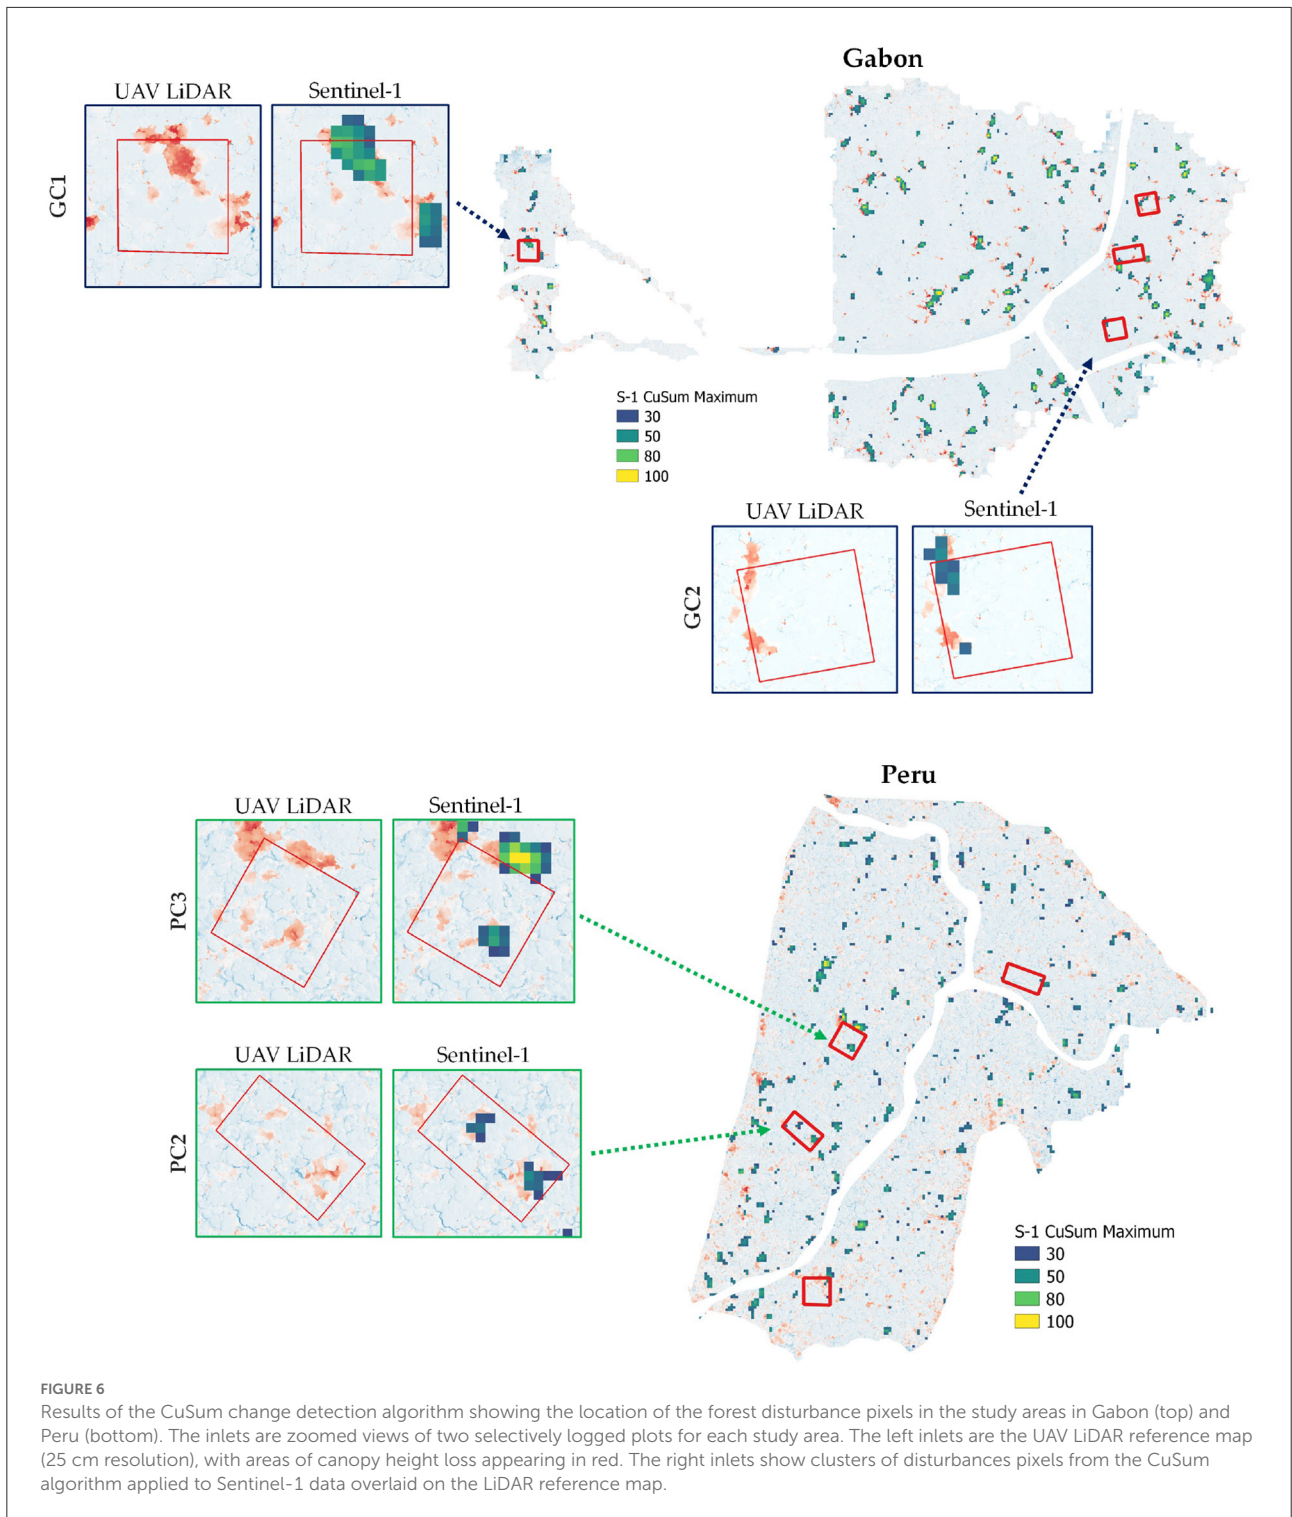 Gabon
UAV LiDAR
Sentinel-1
GC1
S-1 CuSum Maximum
30
50
80
100
UAV LiDAR
Sentinel-1
GC2
Peru
UAV LiDAR
Sentinel-1
PC3
UAV LiDAR
Sentinel-1
PC2
S-1 CuSum Maximum
30
50
80
100
FIGURE 6
Results of the CuSum change detection algorithm showing the location of the forest disturbance pixels in the study areas in Gabon (top) and
Peru (bottom). The inlets are zoomed views of two selectively logged plots for each study area. The left inlets are the UAV LiDAR reference map
(25 cm resolution), with areas of canopy height loss appearing in red. The right inlets show clusters of disturbances pixels from the CuSum
algorithm applied to Sentinel-1 data overlaid on the LiDAR reference map.